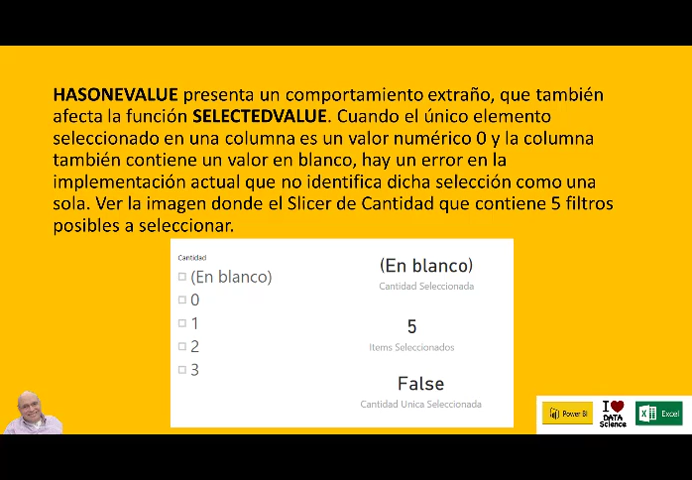 HASONEVALUE presenta un comportamiento extraño, que también
afecta la función SELECTEDVALUE. Cuando el único elemento
seleccionado en una columna es un valor numérico 0 y la columna
también contiene un valor en blanco, hay un error en la
implementación actual que no identifica dicha selección como una
sola. Ver la imagen donde el Slicer de Cantidad que contiene 5 filtros
posibles a seleccionar.
Cantidad
(En blanco)
0
1
2
3
(En blanco)
Cantidad Seleccionada
5
Items Seleccionados
False
Cantidad Unica Seleccionada
Power BI
I
DATA
Science
Excel